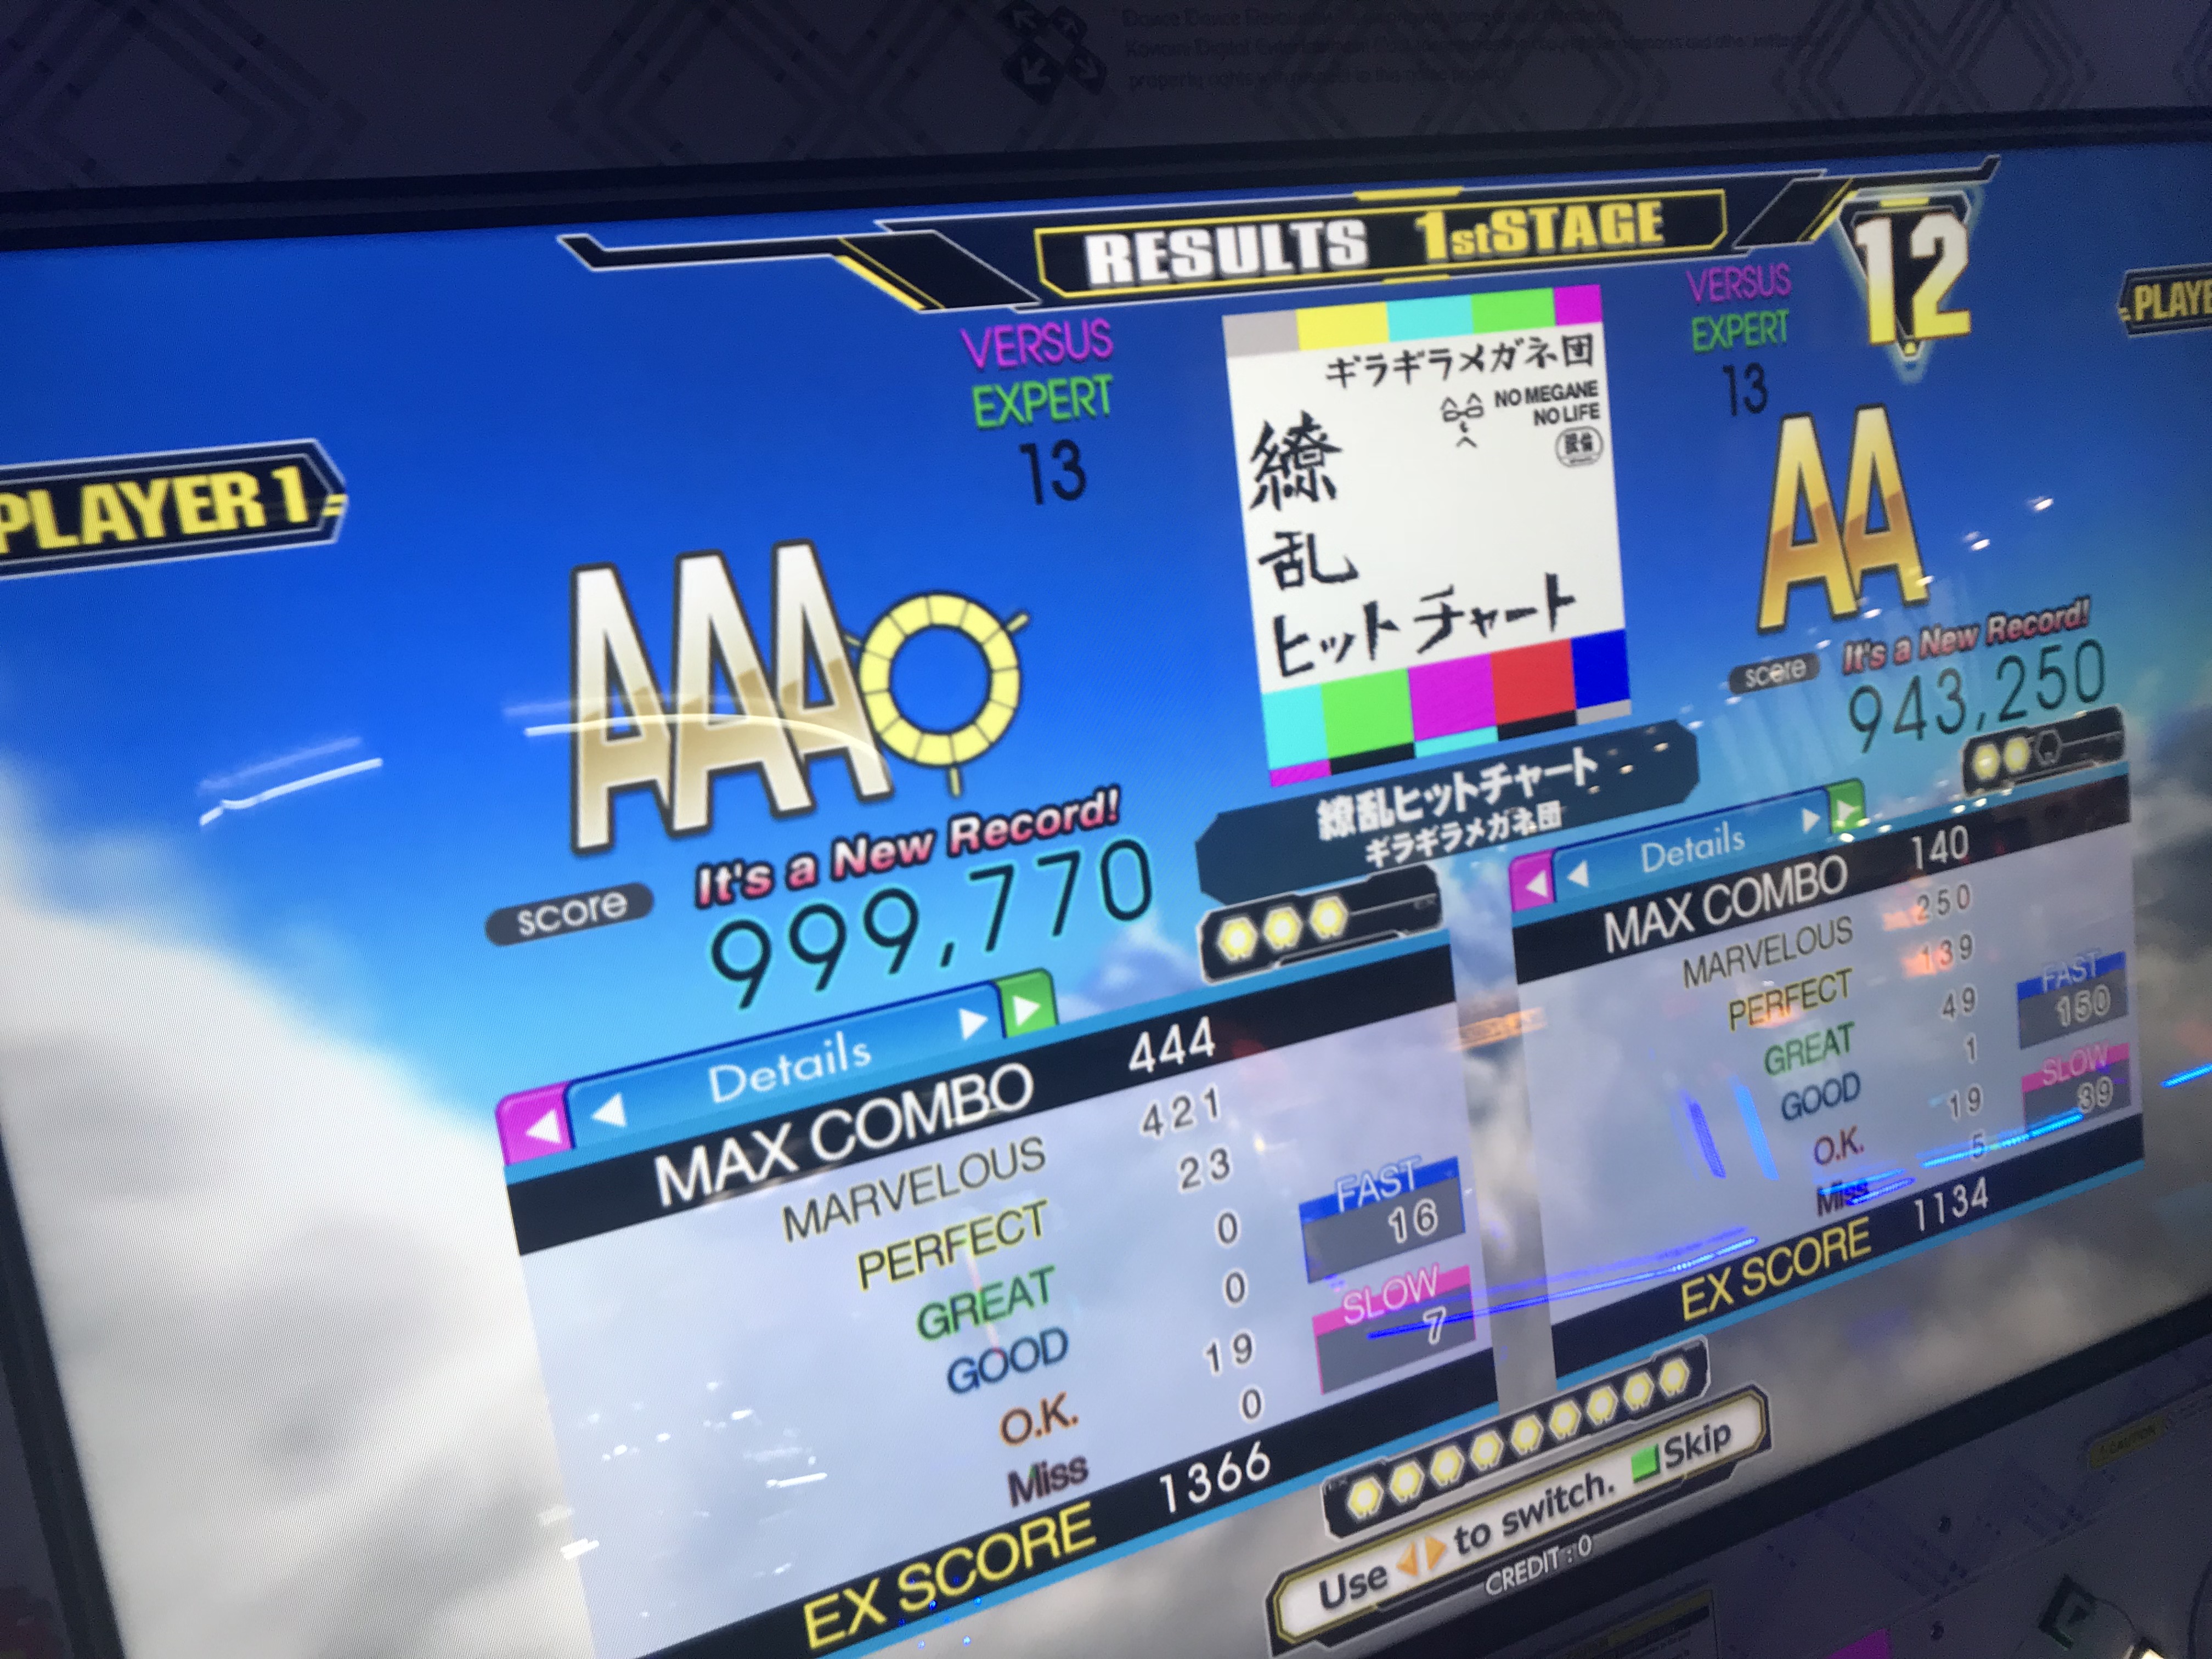 RESULTS 1stSTAGE
12
PLAYER 1
VERSUS
EXPERT
13
AAA
It's a New Record!
score
999,770
Details
MAX COMBO 444
MARVELOUS 421
PERFECT 23
GREAT 0
GOOD 0
O.K. 19
Miss 0
FAST
16
SLOW
7
EX SCORE 1366
ギラギラメガネ団
NO MEGANE
NO LIFE
繚
乱
ヒットチャート
繚乱ヒットチャート
ギラギラメガネ団
VERSUS
EXPERT
13
AA
It's a New Record!
score
943,250
Details
MAX COMBO 140
MARVELOUS 250
PERFECT 139
GREAT 49
GOOD 1
O.K. 19
Miss 5
FAST
150
SLOW
39
EX SCORE 1134
Use to switch. Skip
CREDIT : 0